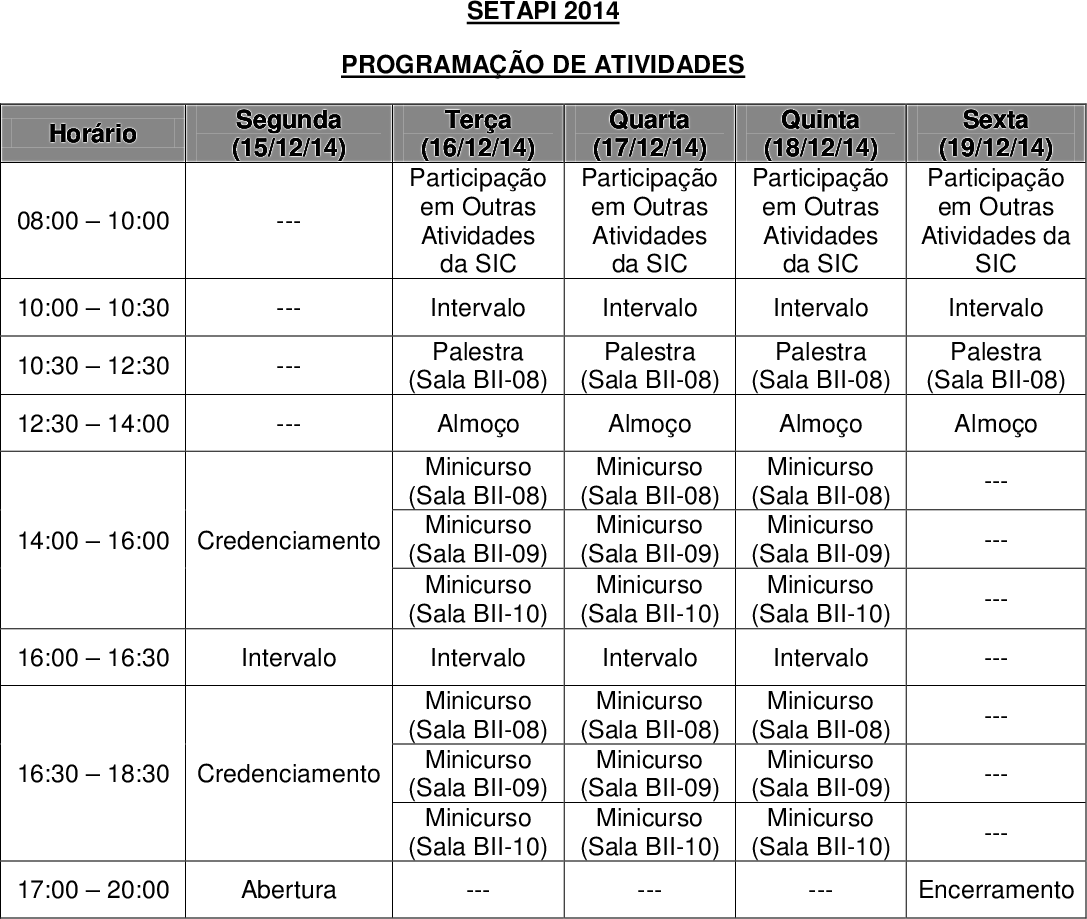 SETAPI 2014
PROGRAMAÇÃO DE ATIVIDADES
Horário Segunda (15/12/14) Terça (16/12/14) Quarta (17/12/14) Quinta (18/12/14) Sexta (19/12/14)
08:00 – 10:00 --- Participação em Outras Atividades da SIC Participação em Outras Atividades da SIC Participação em Outras Atividades da SIC Participação em Outras Atividades da SIC
10:00 – 10:30 --- Intervalo Intervalo Intervalo Intervalo
10:30 – 12:30 --- Palestra (Sala BII-08) Palestra (Sala BII-08) Palestra (Sala BII-08) Palestra (Sala BII-08)
12:30 – 14:00 --- Almoço Almoço Almoço Almoço
14:00 – 16:00 Credenciamento Minicurso (Sala BII-08) Minicurso (Sala BII-08) Minicurso (Sala BII-08) ---
Minicurso (Sala BII-09) Minicurso (Sala BII-09) Minicurso (Sala BII-09) ---
Minicurso (Sala BII-10) Minicurso (Sala BII-10) Minicurso (Sala BII-10) ---
16:00 – 16:30 Intervalo Intervalo Intervalo Intervalo ---
16:30 – 18:30 Credenciamento Minicurso (Sala BII-08) Minicurso (Sala BII-08) Minicurso (Sala BII-08) ---
Minicurso (Sala BII-09) Minicurso (Sala BII-09) Minicurso (Sala BII-09) ---
Minicurso (Sala BII-10) Minicurso (Sala BII-10) Minicurso (Sala BII-10) ---
17:00 – 20:00 Abertura --- --- --- Encerramento